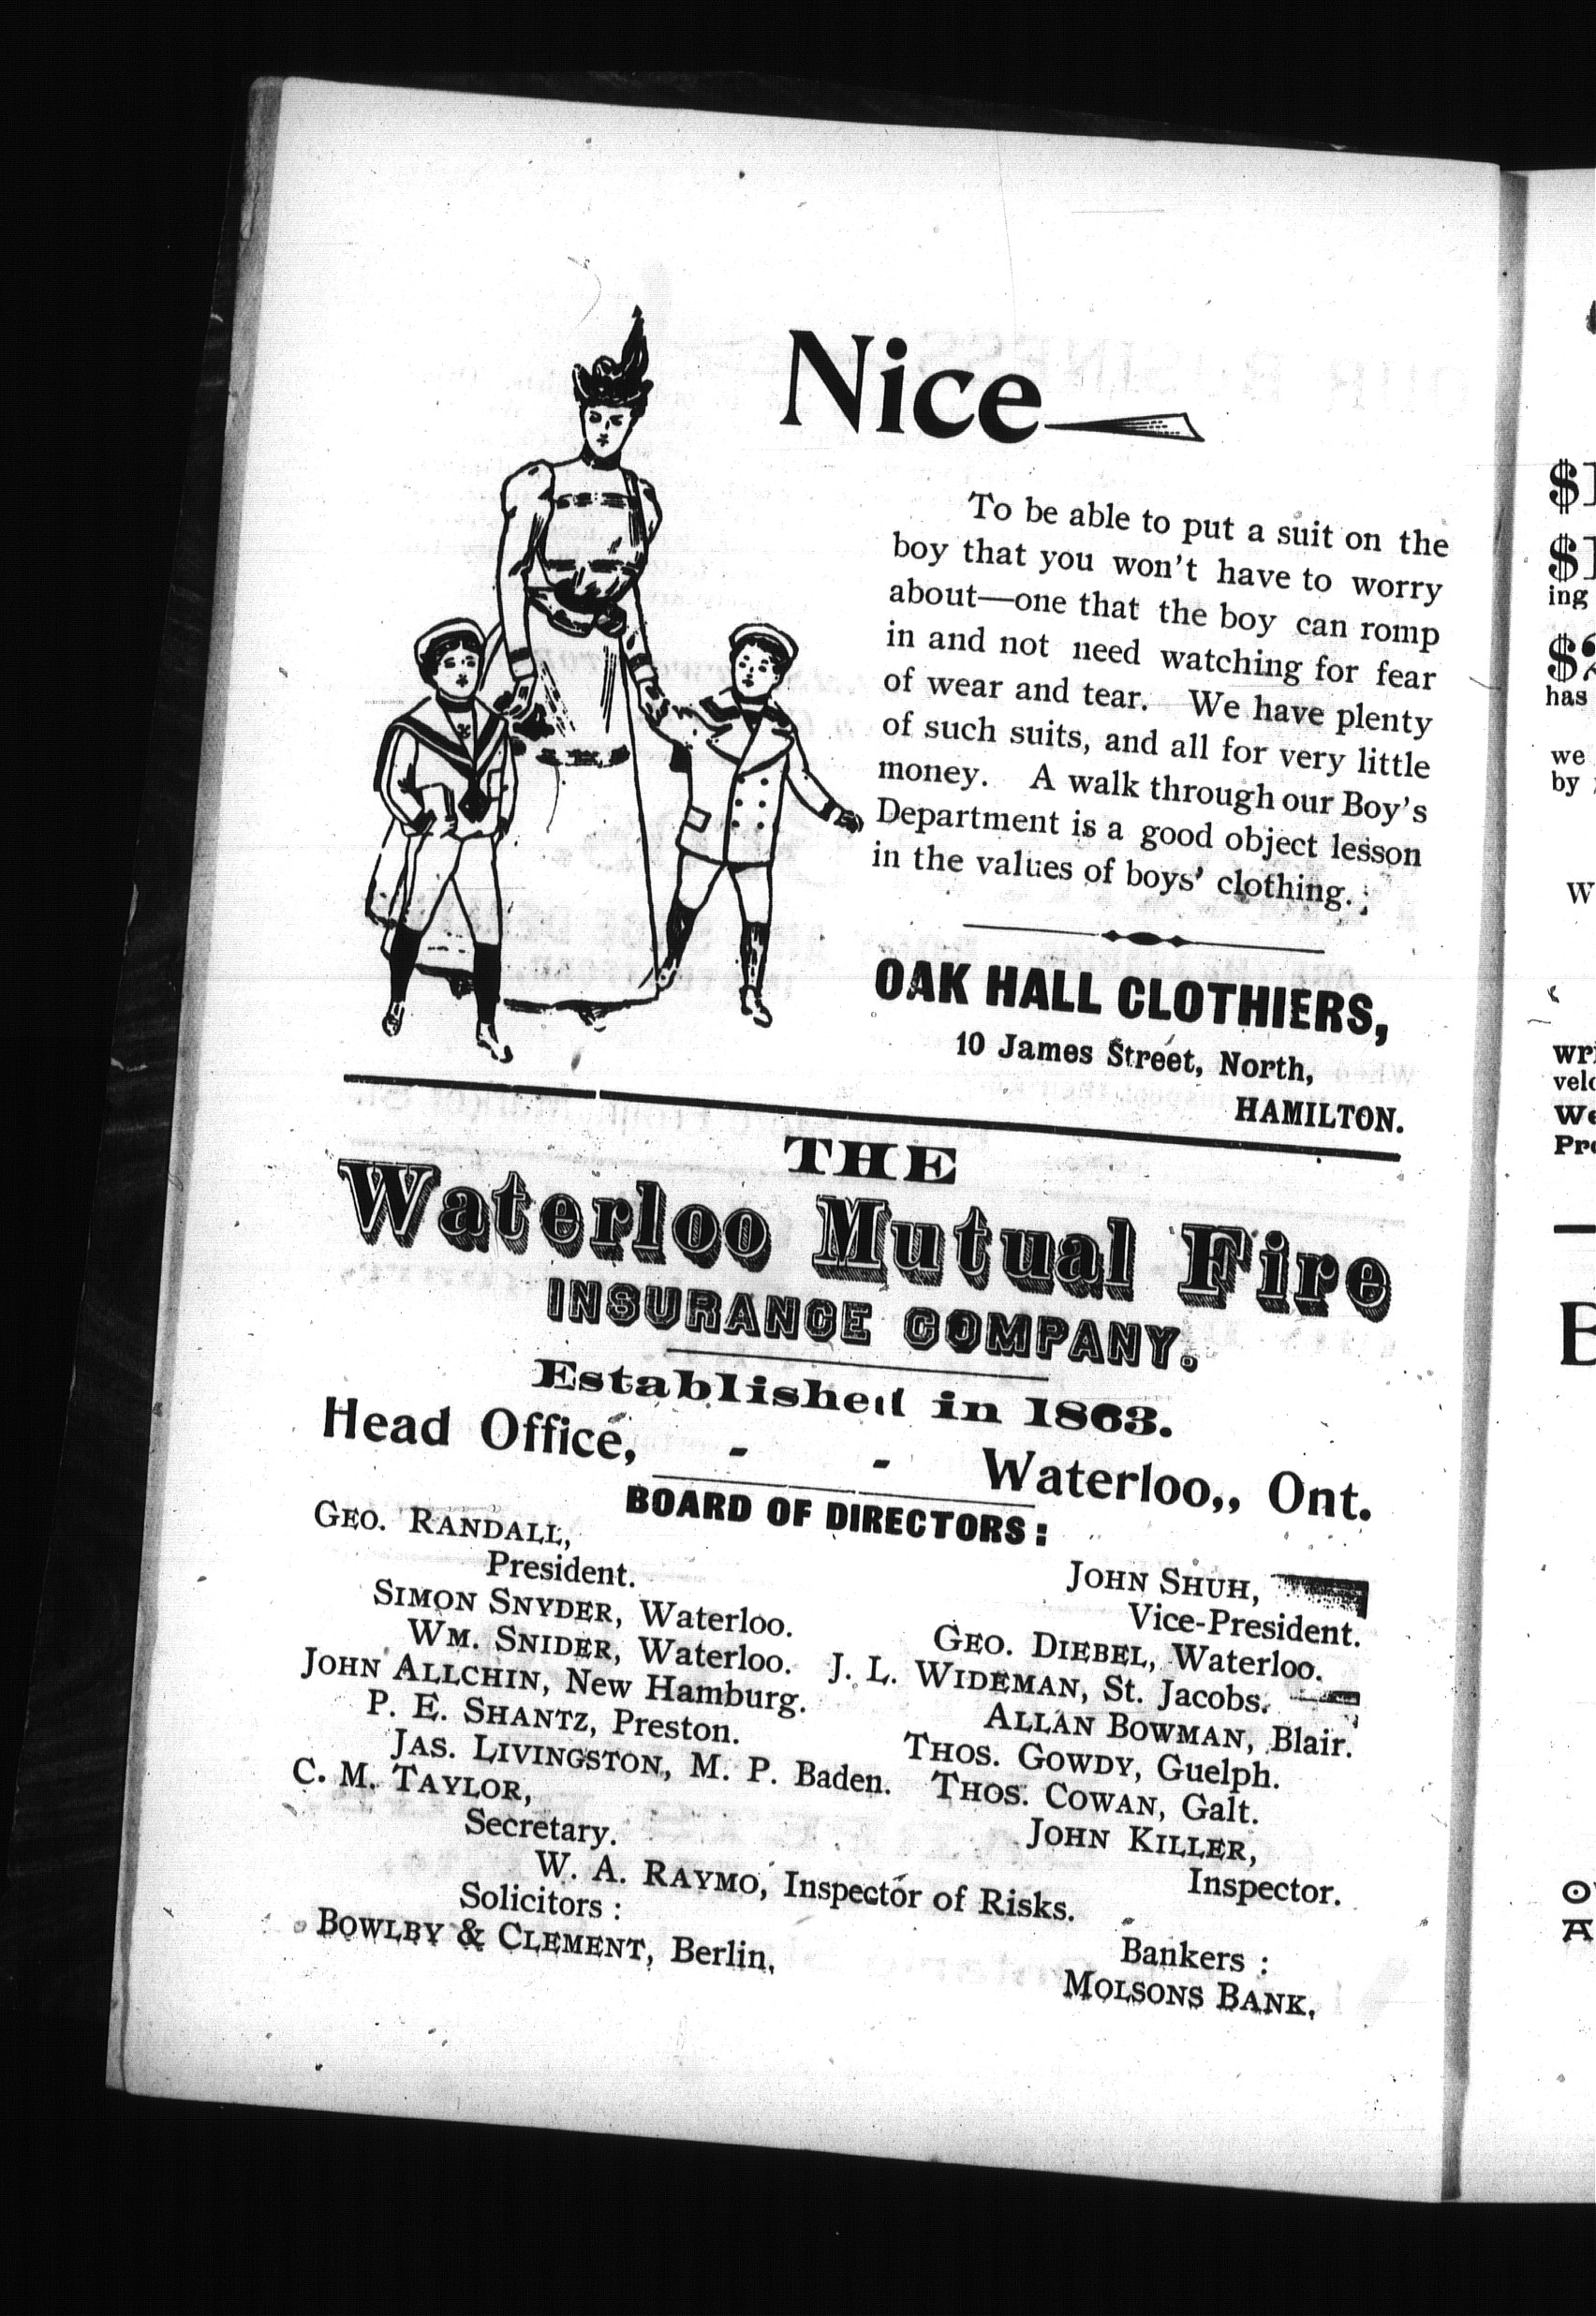 Nice
To be able to put a suit on the
boy that you won't have to worry
about—one that the boy can romp
in and not need watching for fear
of wear and tear. We have plenty
of such suits, and all for very little
money. A walk through our Boy's
Department is a good object lesson
in the values of boys' clothing.
OAK HALL CLOTHIERS,
10 James Street, North,
HAMILTON.
THE
Waterloo Mutual Fire
INSURANCE COMPANY.
Established in 1863.
Head Office, - - Waterloo,, Ont.
BOARD OF DIRECTORS:
GEO. RANDALL,
President.
SIMON SNYDER, Waterloo.
WM. SNIDER, Waterloo.
JOHN ALLCHIN, New Hamburg.
P. E. SHANTZ, Preston.
JAS. LIVINGSTON, M. P. Baden.
C. M. TAYLOR,
Secretary.
JOHN SHUH,
Vice-President.
GEO. DIEBEL, Waterloo.
J. L. WIDEMAN, St. Jacobs.
ALLAN BOWMAN, Blair.
THOS. GOWDY, Guelph.
THOS. COWAN, Galt.
JOHN KILLER,
Inspector.
W. A. RAYMO, Inspector of Risks.
Solicitors:
BOWLBY & CLEMENT, Berlin,
Bankers:
MOLSONS BANK,
ing
has
we
by